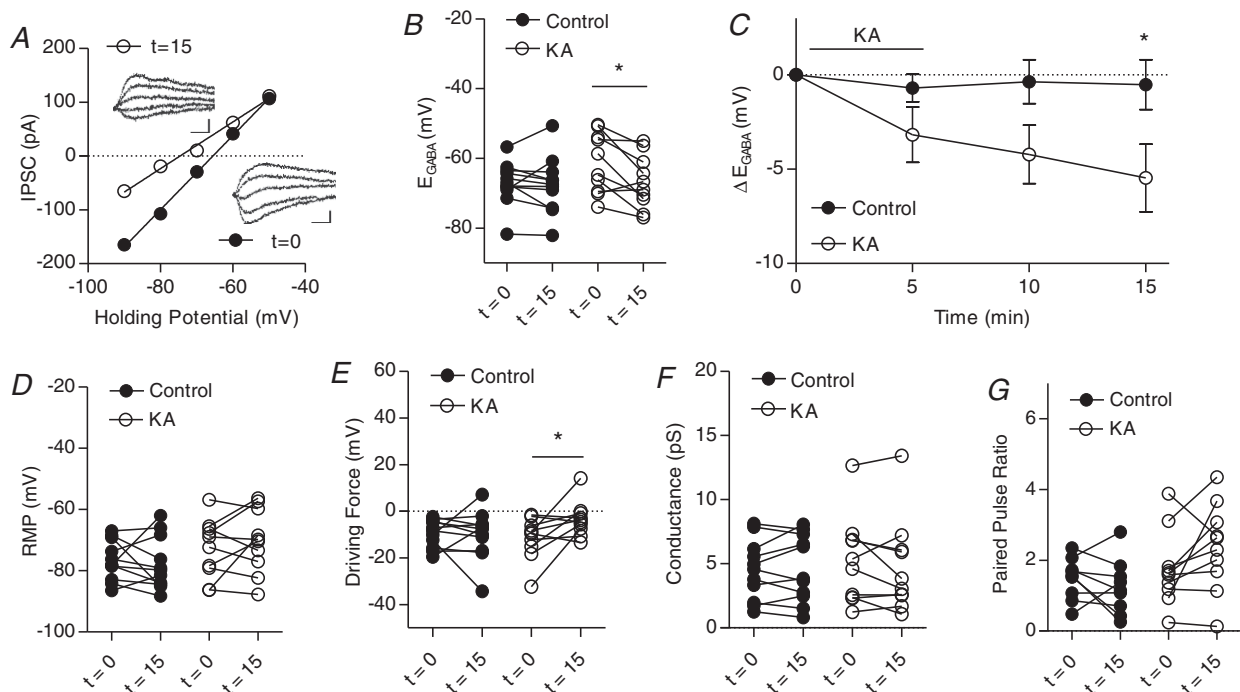 A
t=15
200
100
0
-100
-200
IPSC (pA)
t=0
-100 -80 -60 -40
Holding Potential (mV)
B
Control
KA
-20
-40
-60
-80
E_GABA (mV)
*
t = 0 t = 15 t = 0 t = 15
C
KA
*
0
-5
-10
Δ E_GABA (mV)
Control
KA
0 5 10 15
Time (min)
D
Control
KA
-20
-40
-60
-80
-100
RMP (mV)
t = 0 t = 15 t = 0 t = 15
E
Control
KA
60
40
20
0
-20
-40
Driving Force (mV)
*
t = 0 t = 15 t = 0 t = 15
F
Control
KA
20
15
10
5
0
Conductance (pS)
t = 0 t = 15 t = 0 t = 15
G
Control
KA
6
4
2
0
Paired Pulse Ratio
t = 0 t = 15 t = 0 t = 15